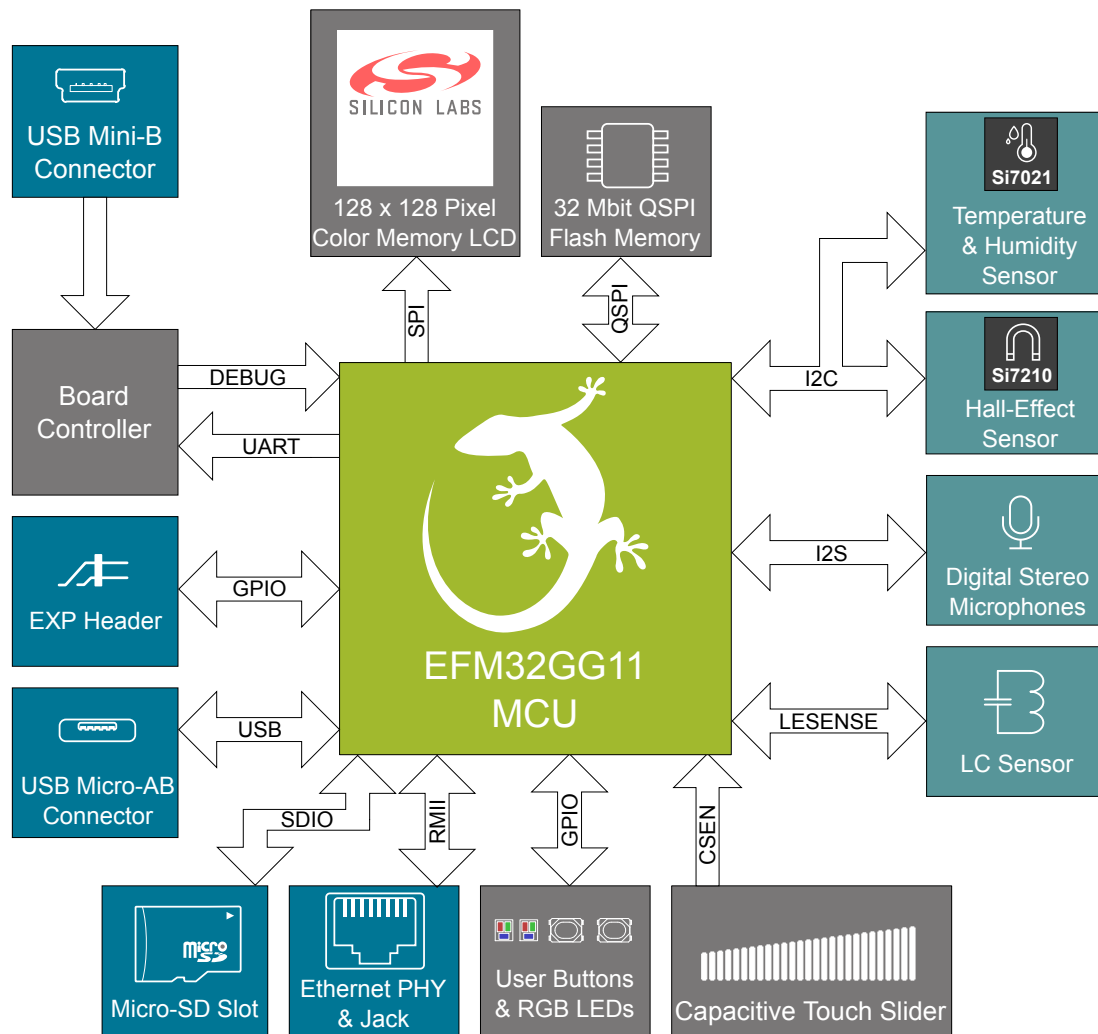 SILICON LABS
128 x 128 Pixel
Color Memory LCD
32 Mbit QSPI
Flash Memory
USB Mini-B
Connector
Si7021
Temperature
& Humidity
Sensor
SPI
QSPI
Board
Controller
DEBUG
UART
I2C
Si7210
Hall-Effect
Sensor
EXP Header
GPIO
I2S
Digital Stereo
Microphones
EFM32GG11
MCU
USB Micro-AB
Connector
USB
LESENSE
LC Sensor
SDIO
RMII
GPIO
CSEN
Micro
SD
Micro-SD Slot
Ethernet PHY
& Jack
User Buttons
& RGB LEDs
Capacitive Touch Slider